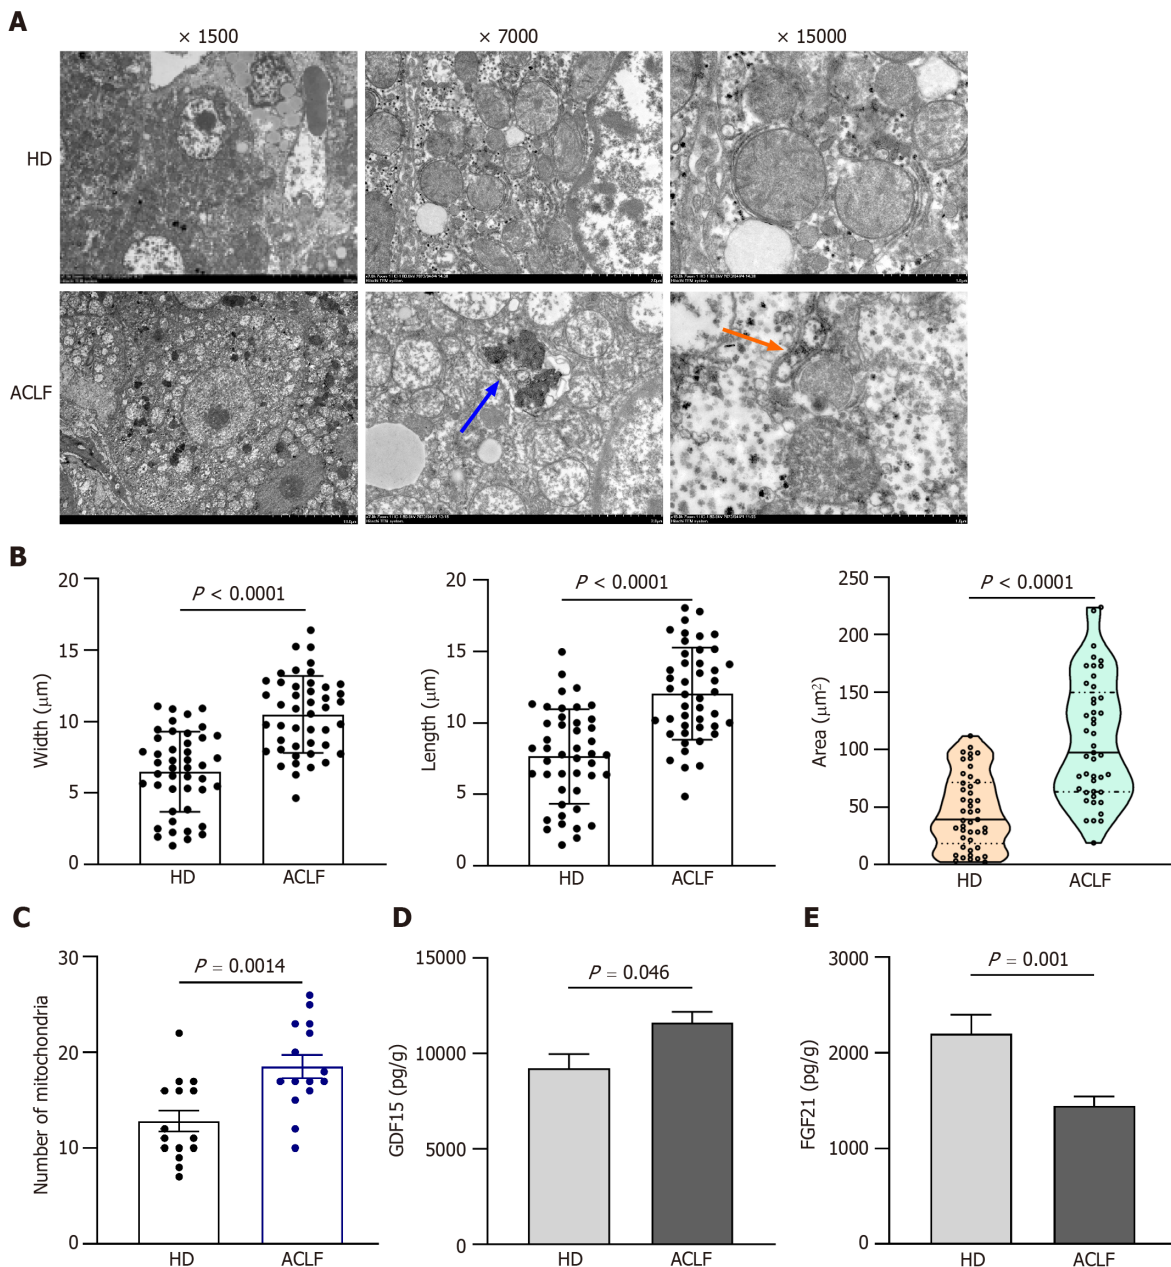 A
× 1500
× 7000
× 15000
HD
ACLF
B
20
15
10
5
0
Width (μm)
P < 0.0001
HD
ACLF
20
15
10
5
0
Length (μm)
P < 0.0001
HD
ACLF
250
200
150
100
50
0
Area (μm²)
P < 0.0001
HD
ACLF
C
30
20
10
0
Number of mitochondria
P = 0.0014
HD
ACLF
D
15000
10000
5000
0
GDF15 (pg/g)
P = 0.046
HD
ACLF
E
3000
2000
1000
0
FGF21 (pg/g)
P = 0.001
HD
ACLF